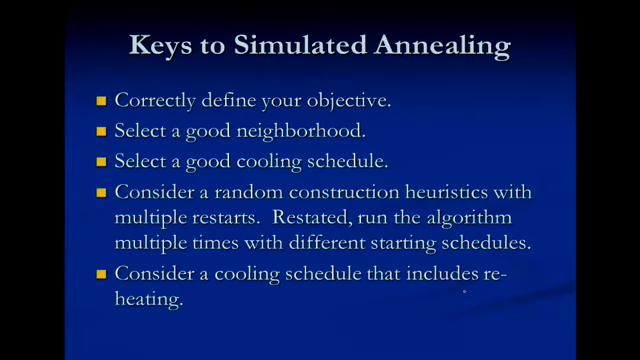 Keys to Simulated Annealing
Correctly define your objective.
Select a good neighborhood.
Select a good cooling schedule.
Consider a random construction heuristics with
multiple restarts. Restated, run the algorithm
multiple times with different starting schedules.
Consider a cooling schedule that includes re-
heating.